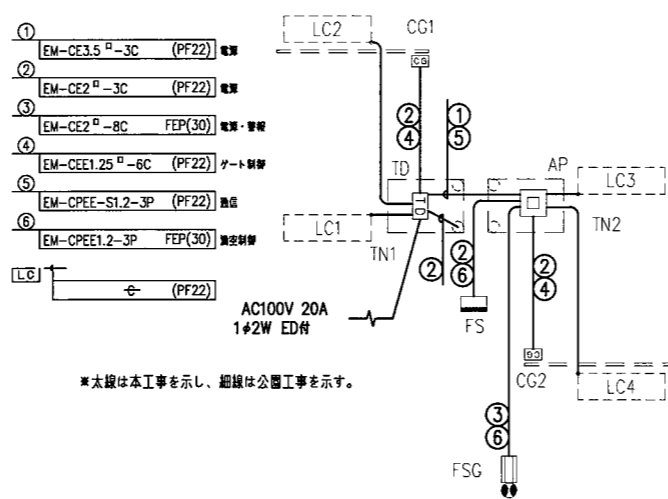 ①
EM-CE3.5□-3C (PF22) 電源
②
EM-CE2□-3C (PF22) 電源
③
EM-CE2□-8C FEP(30) 電源・警報
④
EM-CEE1.25□-6C (PF22) ゲート制御
⑤
EM-CPEE-S1.2-3P (PF22) 通信
⑥
EM-CPEE1.2-3P FEP(30) 満空制御
LC
C (PF22)
AC100V 20A
1φ2W ED付
※太線は本工事を示し、細線は公園工事を示す。
LC2
CG1
CG
②
④
①
⑤
TD
AP
TD
LC3
LC1
TN1
TN2
②
②
⑥
②
④
FS
CG
CG2
LC4
③
⑥
FSG